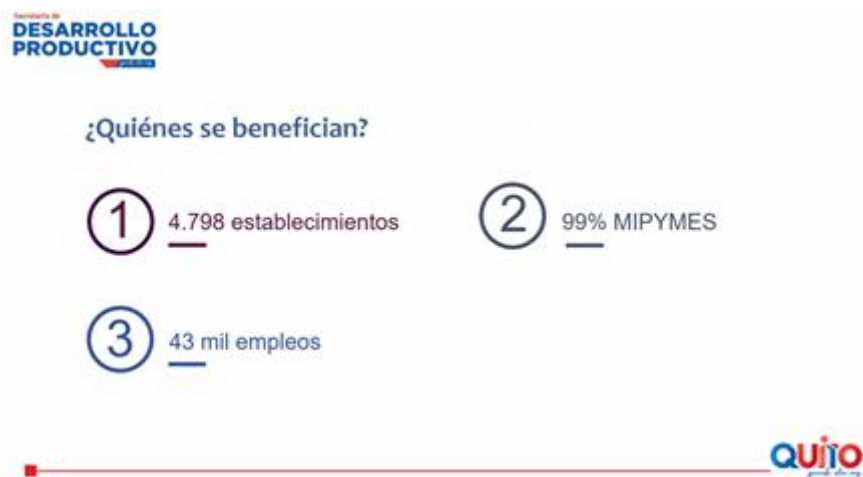 Secretaría de
DESARROLLO
PRODUCTIVO
¿Quiénes se benefician?
1 4.798 establecimientos
2 99% MIPYMES
3 43 mil empleos
QUITO